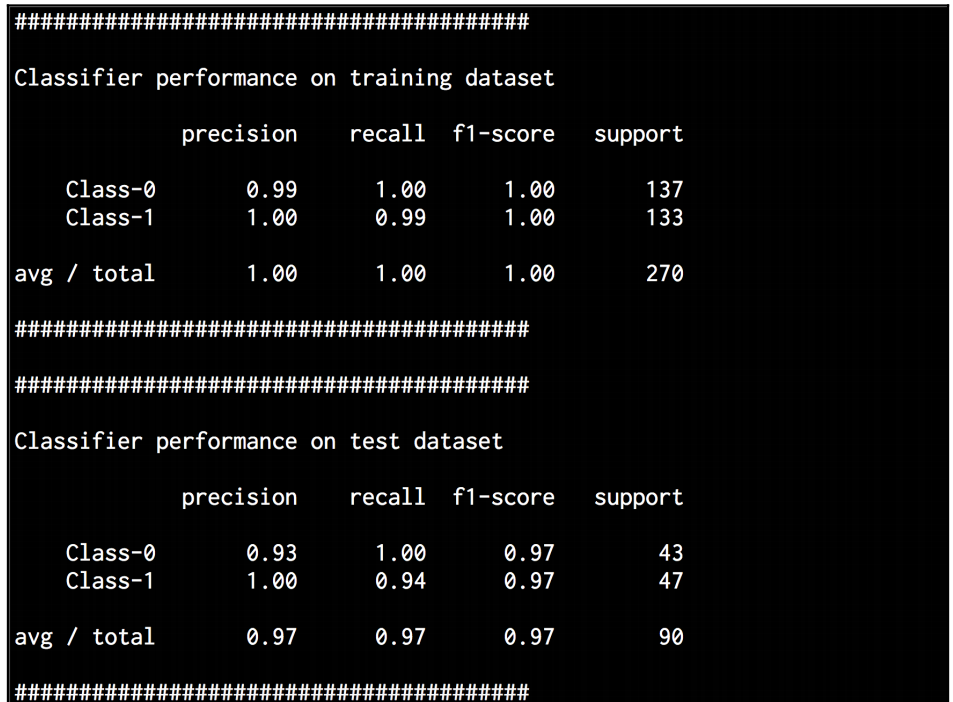 ########################################
Classifier performance on training dataset
precision recall f1-score support
Class-0 0.99 1.00 1.00 137
Class-1 1.00 0.99 1.00 133
avg / total 1.00 1.00 1.00 270
########################################
########################################
Classifier performance on test dataset
precision recall f1-score support
Class-0 0.93 1.00 0.97 43
Class-1 1.00 0.94 0.97 47
avg / total 0.97 0.97 0.97 90
########################################